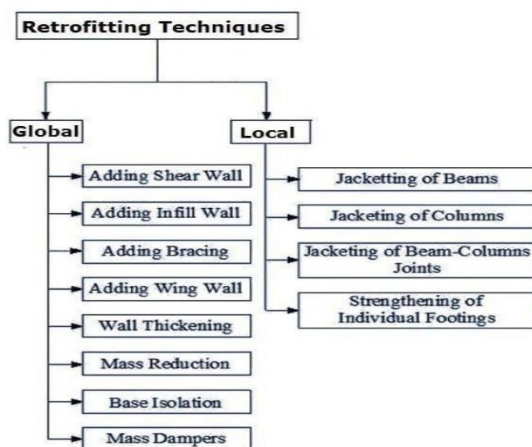 Retrofitting Techniques
Global
Local
Adding Shear Wall
Adding Infill Wall
Adding Bracing
Adding Wing Wall
Wall Thickening
Mass Reduction
Base Isolation
Mass Dampers
Jacketting of Beams
Jacketing of Columns
Jacketing of Beam-Columns
Joints
Strengthening of
Individual Footings